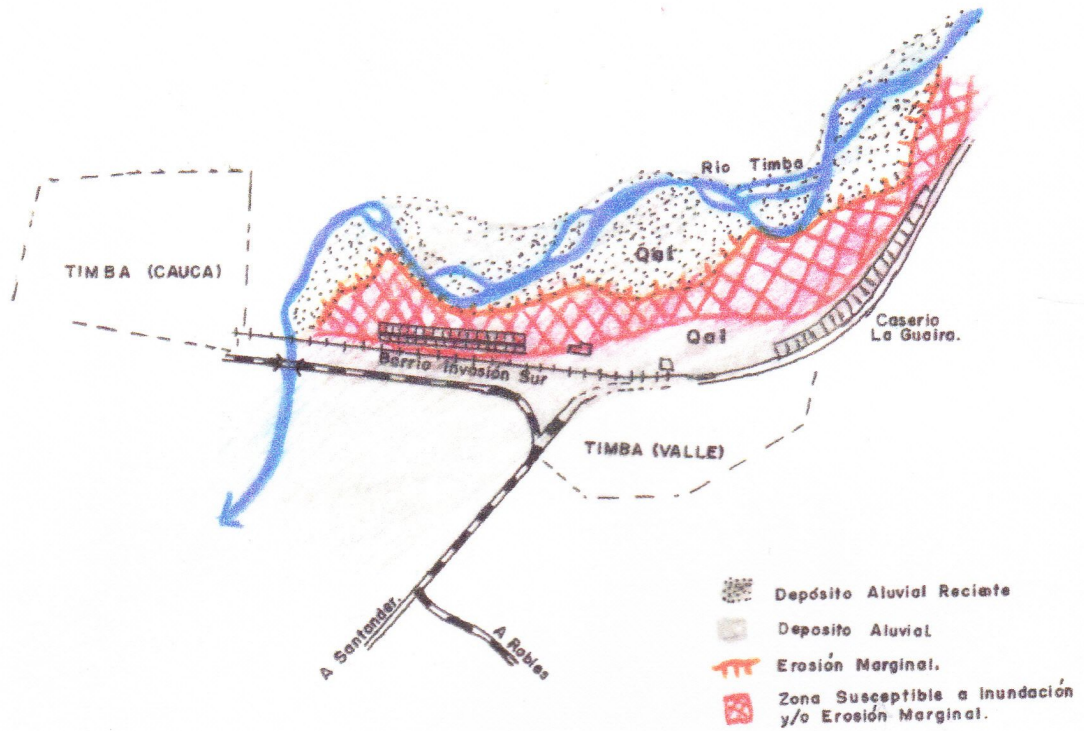 Rio Timba
TIMBA (CAUCA)
Qal
Caserio
La Guaira.
Qal
Barrio Invasión Sur
TIMBA (VALLE)
A Santander.
A Robles
Depósito Aluvial Reciente
Deposito Aluvial
Erosión Marginal.
Zona Susceptible a Inundación
y/o Erosión Marginal.